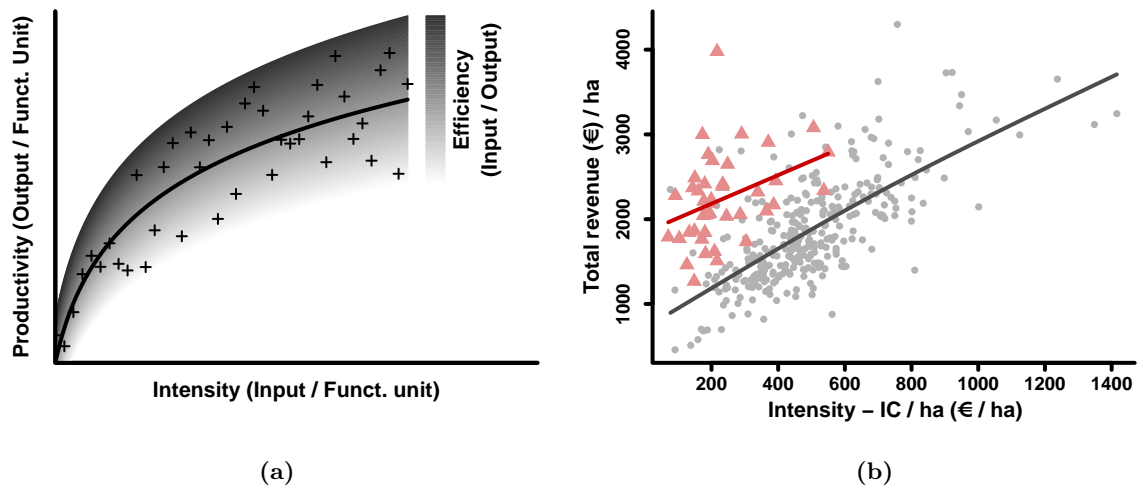 Productivity (Output / Funct. Unit)
Intensity (Input / Funct. unit)
Efficiency
(Input / Output)
(a)
Total revenue (€) / ha
4000
3000
2000
1000
200 400 600 800 1000 1200 1400
Intensity – IC / ha (€ / ha)
(b)